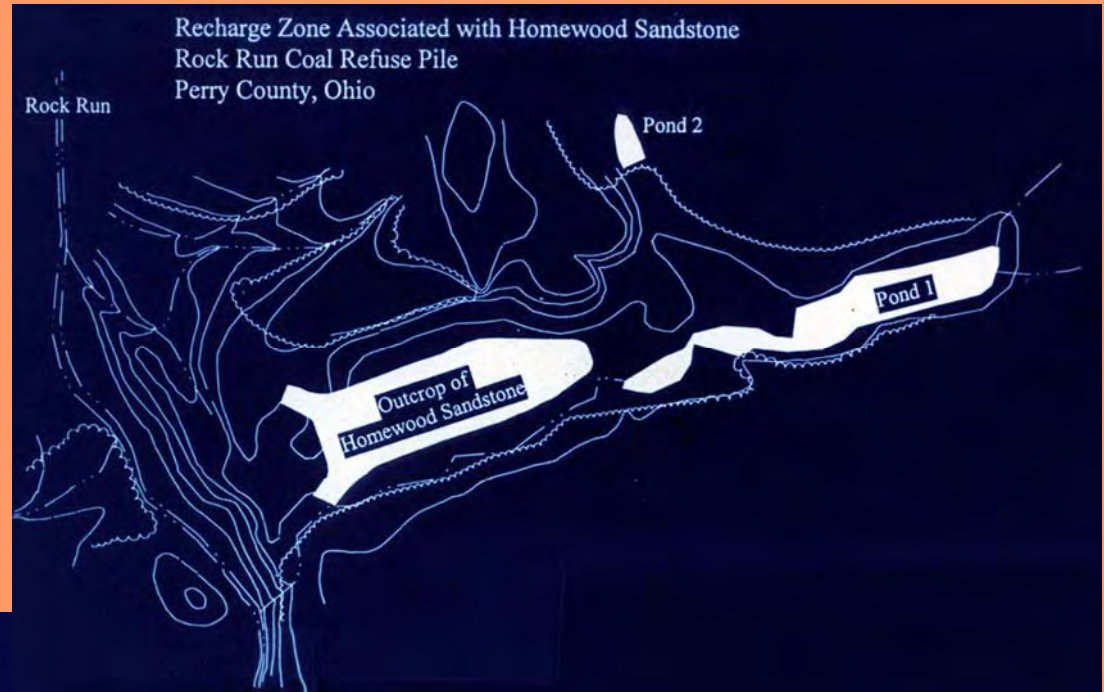 Recharge Zone Associated with Homewood Sandstone
Rock Run Coal Refuse Pile
Perry County, Ohio
Rock Run
Pond 2
Pond 1
Outcrop of
Homewood Sandstone